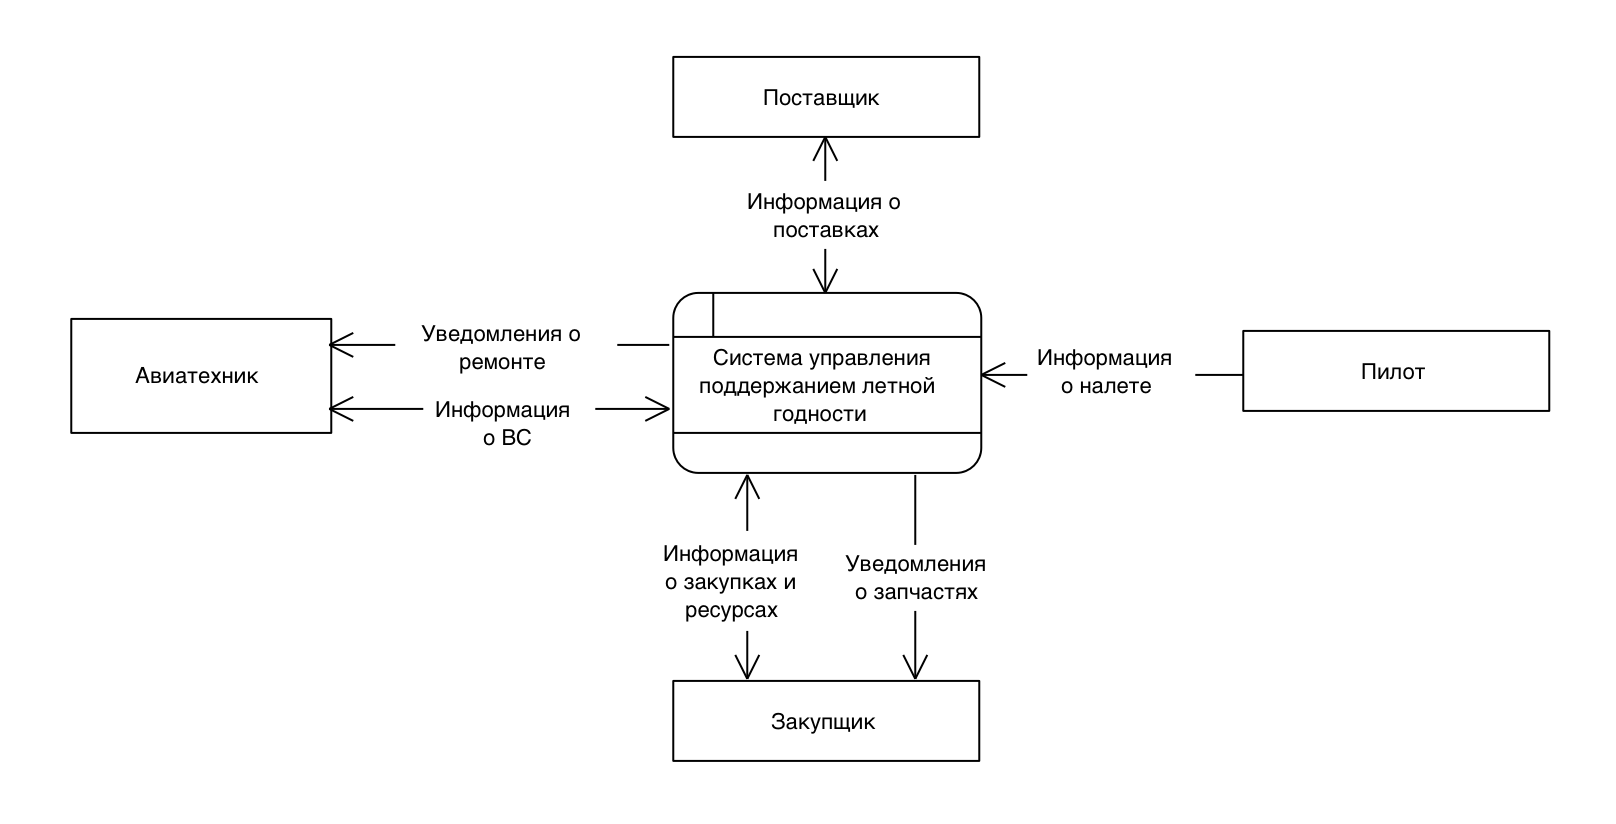 Поставщик
Информация о
поставках
Уведомления о
ремонте
Авиатехник
Информация
о ВС
Система управления
поддержанием летной
годности
Информация
о налете
Пилот
Информация
о закупках и
ресурсах
Уведомления
о запчастях
Закупщик